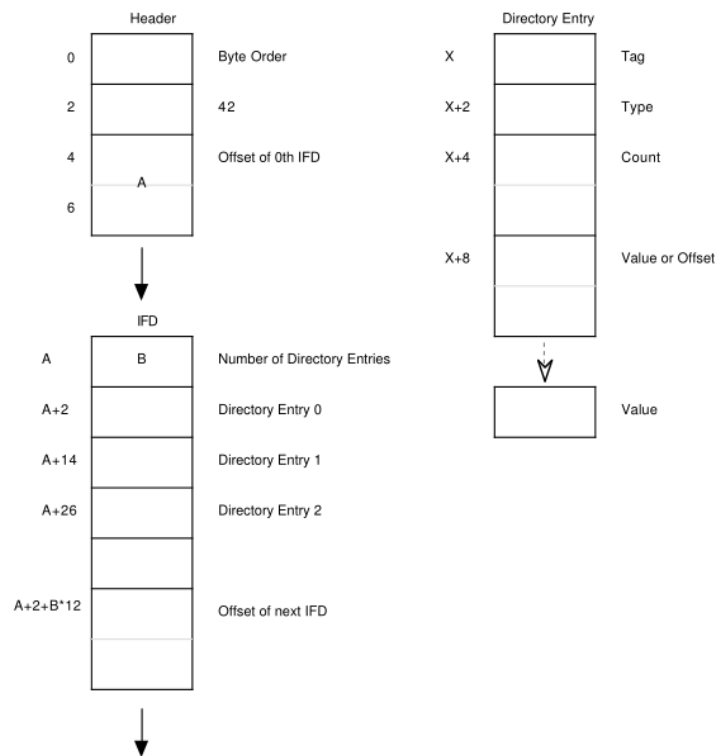 Header
0 Byte Order
2 42
4 Offset of 0th IFD
A
6
IFD
A B Number of Directory Entries
A+2 Directory Entry 0
A+14 Directory Entry 1
A+26 Directory Entry 2
A+2+B*12 Offset of next IFD
Directory Entry
X Tag
X+2 Type
X+4 Count
X+8 Value or Offset
Value